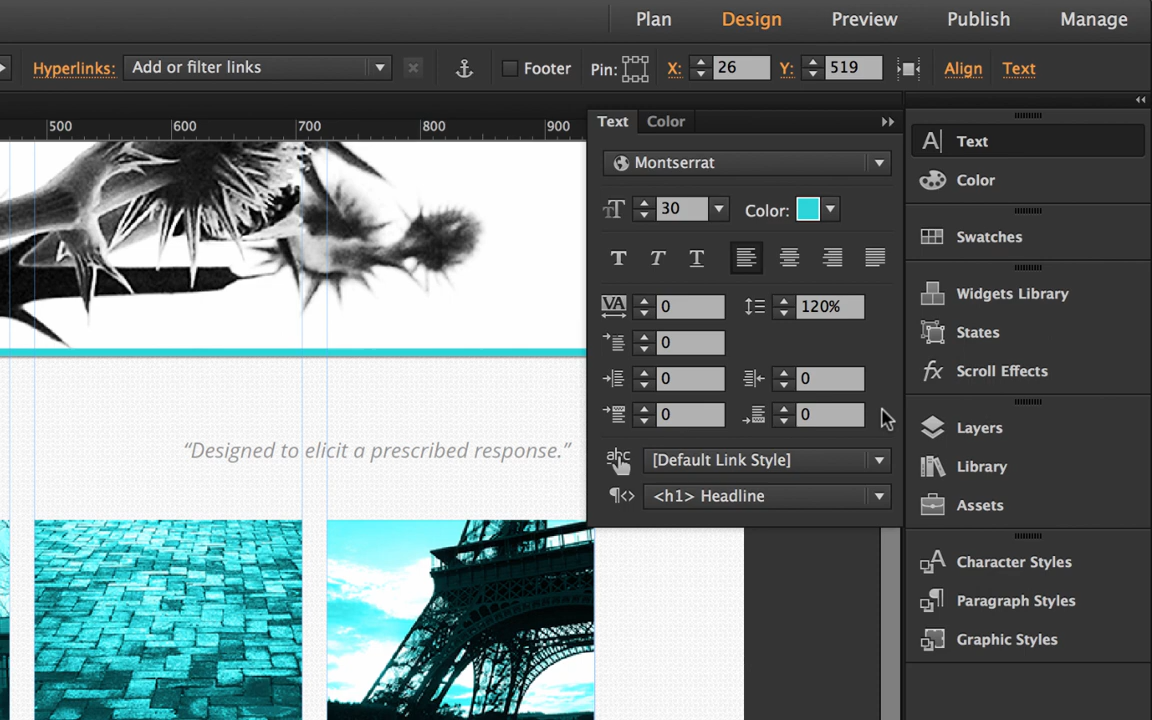 Plan Design Preview Publish Manage
Hyperlinks: Add or filter links Footer Pin: X: 26 Y: 519 Align Text
500 600 700 800 900
Text Color
Montserrat
30 Color:
VA 0 120%
0
0 0
0 0
abc [Default Link Style]
<h1> Headline
Text
Color
Swatches
Widgets Library
States
fx Scroll Effects
Layers
Library
Assets
Character Styles
Paragraph Styles
Graphic Styles
“Designed to elicit a prescribed response.”